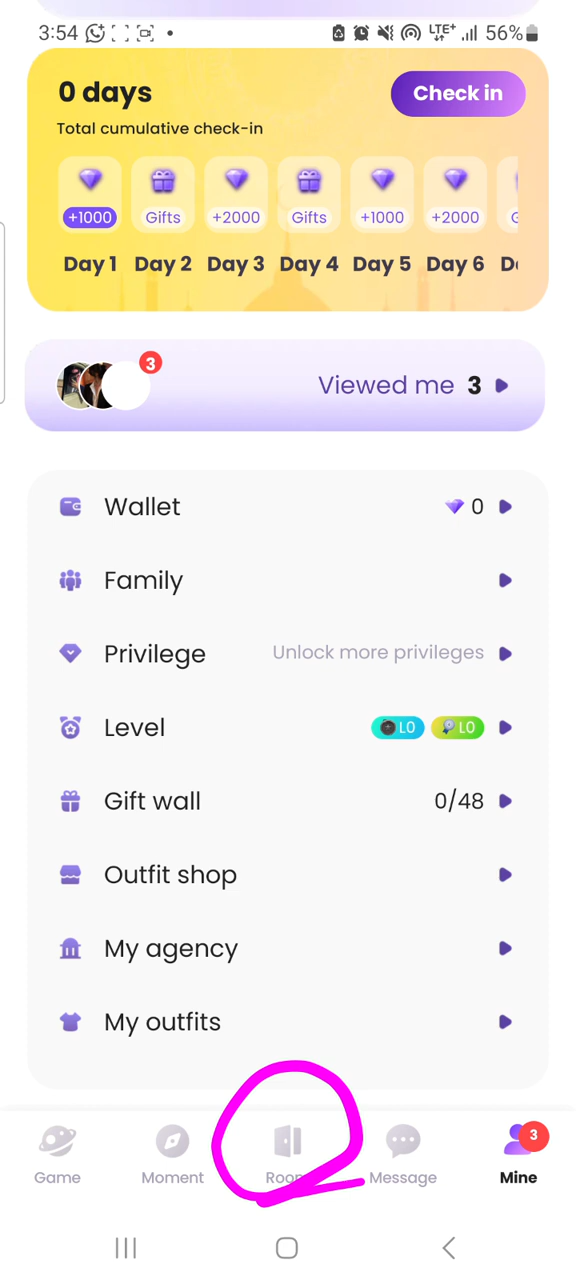 3:54 LTE+ 56%
0 days Check in
Total cumulative check-in
+1000 Gifts +2000 Gifts +1000 +2000 G
Day 1 Day 2 Day 3 Day 4 Day 5 Day 6
3
Viewed me 3
Wallet 0
Family
Privilege Unlock more privileges
Level L0 L0
Gift wall 0/48
Outfit shop
My agency
My outfits
3
Game Moment Room Message Mine